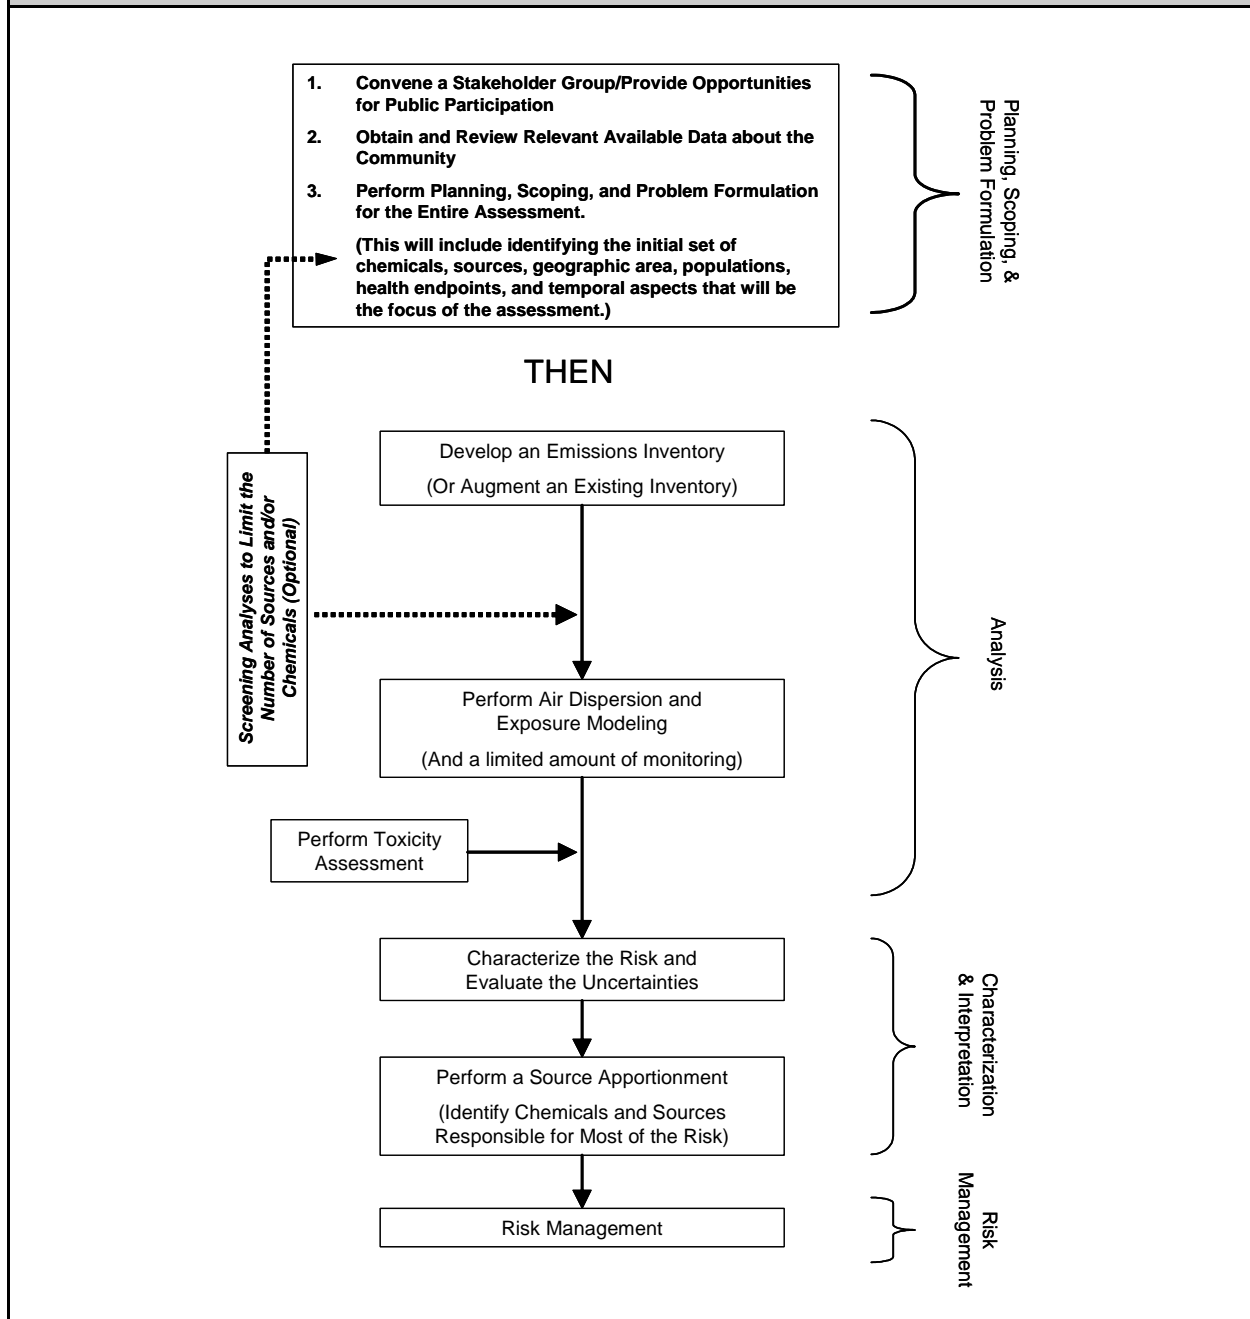 1. Convene a Stakeholder Group/Provide Opportunities
for Public Participation
2. Obtain and Review Relevant Available Data about the
Community
3. Perform Planning, Scoping, and Problem Formulation
for the Entire Assessment.
(This will include identifying the initial set of
chemicals, sources, geographic area, populations,
health endpoints, and temporal aspects that will be
the focus of the assessment.)
Planning, Scoping, &
Problem Formulation
THEN
Develop an Emissions Inventory
(Or Augment an Existing Inventory)
Screening Analyses to Limit the
Number of Sources and/or
Chemicals (Optional)
Perform Air Dispersion and
Exposure Modeling
(And a limited amount of monitoring)
Analysis
Perform Toxicity
Assessment
Characterize the Risk and
Evaluate the Uncertainties
Perform a Source Apportionment
(Identify Chemicals and Sources
Responsible for Most of the Risk)
Characterization
& Interpretation
Risk Management
Risk
Management